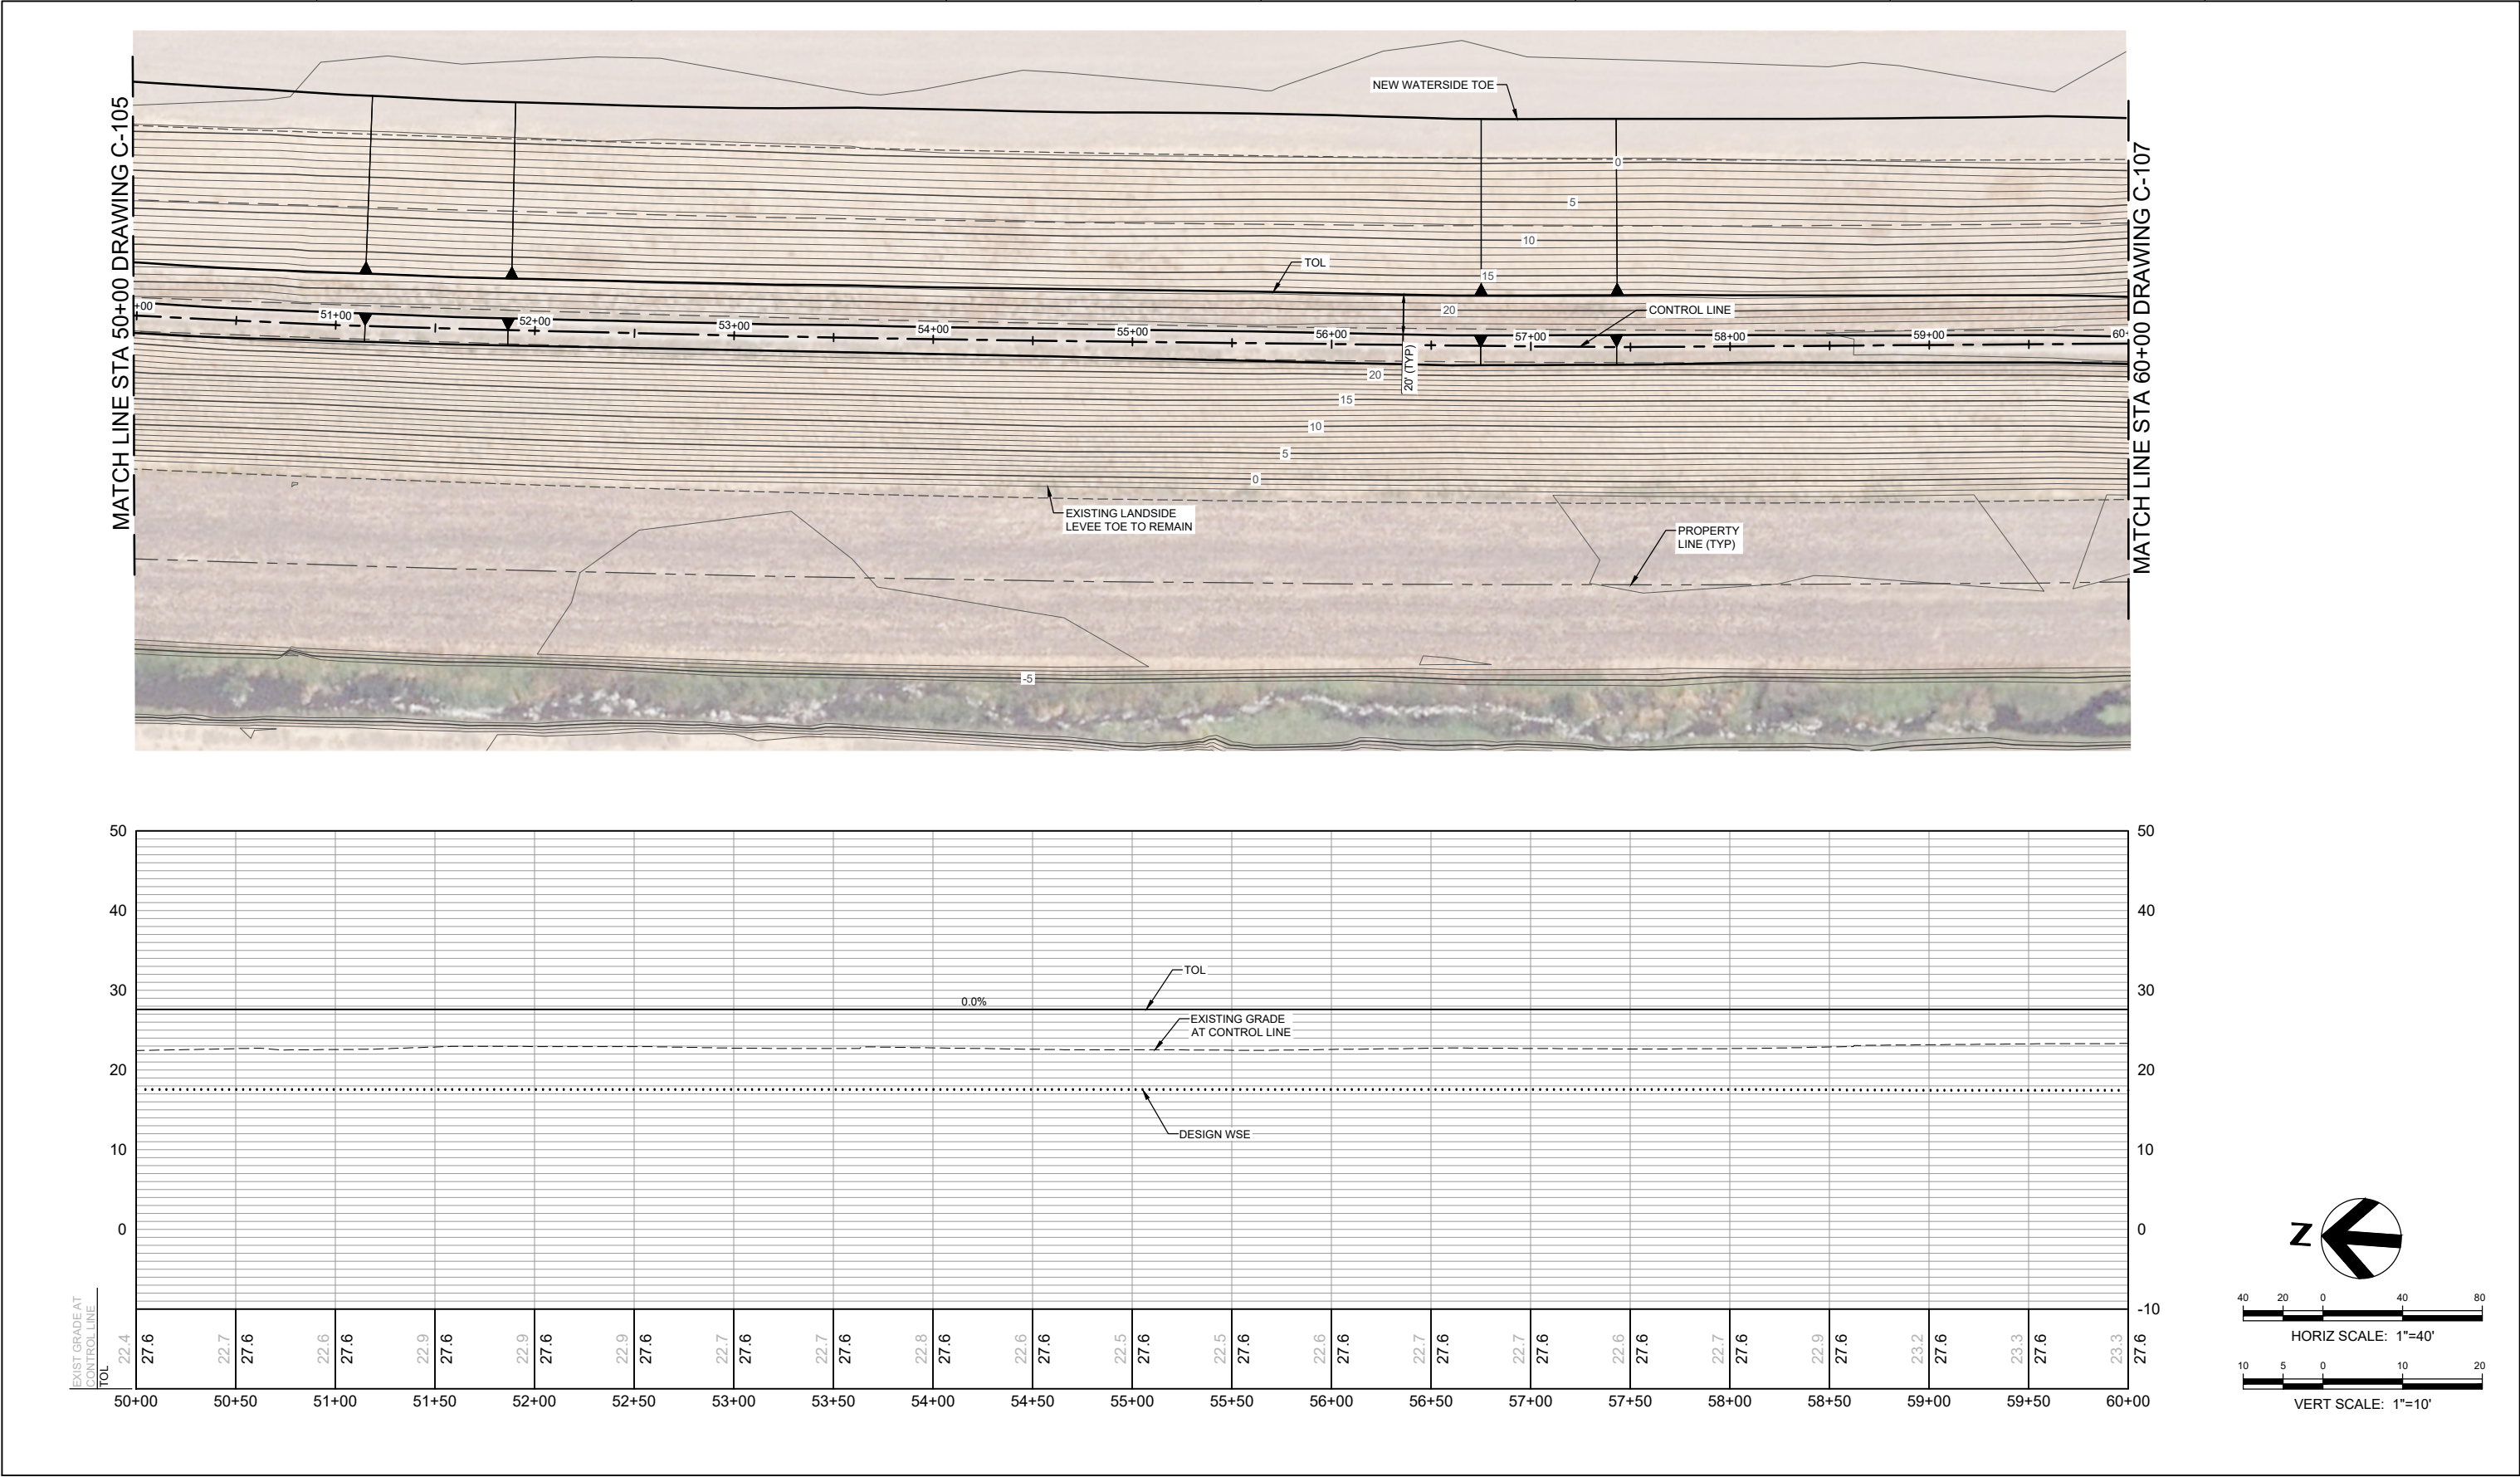 NEW WATERSIDE TOE
0
5
10
15
20
TOL
CONTROL LINE
+00
51+00
52+00
53+00
54+00
55+00
56+00
57+00
58+00
59+00
60+
20' (TYP)
20
15
10
5
0
EXISTING LANDSIDE
LEVEE TOE TO REMAIN
PROPERTY
LINE (TYP)
-5
MATCH LINE STA 50+00 DRAWING C-105
MATCH LINE STA 60+00 DRAWING C-107
50
40
30
20
10
0
50
40
30
20
10
0
-10
TOL
0.0%
EXISTING GRADE
AT CONTROL LINE
DESIGN WSE
EXIST GRADE AT
CONTROL LINE
TOL
22.4 27.6
22.7 27.6
22.6 27.6
22.9 27.6
22.9 27.6
22.9 27.6
22.7 27.6
22.7 27.6
22.8 27.6
22.6 27.6
22.5 27.6
22.5 27.6
22.6 27.6
22.7 27.6
22.7 27.6
22.6 27.6
22.7 27.6
22.9 27.6
23.2 27.6
23.3 27.6
23.3 27.6
50+00 50+50 51+00 51+50 52+00 52+50 53+00 53+50 54+00 54+50 55+00 55+50 56+00 56+50 57+00 57+50 58+00 58+50 59+00 59+50 60+00
Z
40 20 0 40 80
HORIZ SCALE: 1"=40'
10 5 0 10 20
VERT SCALE: 1"=10'